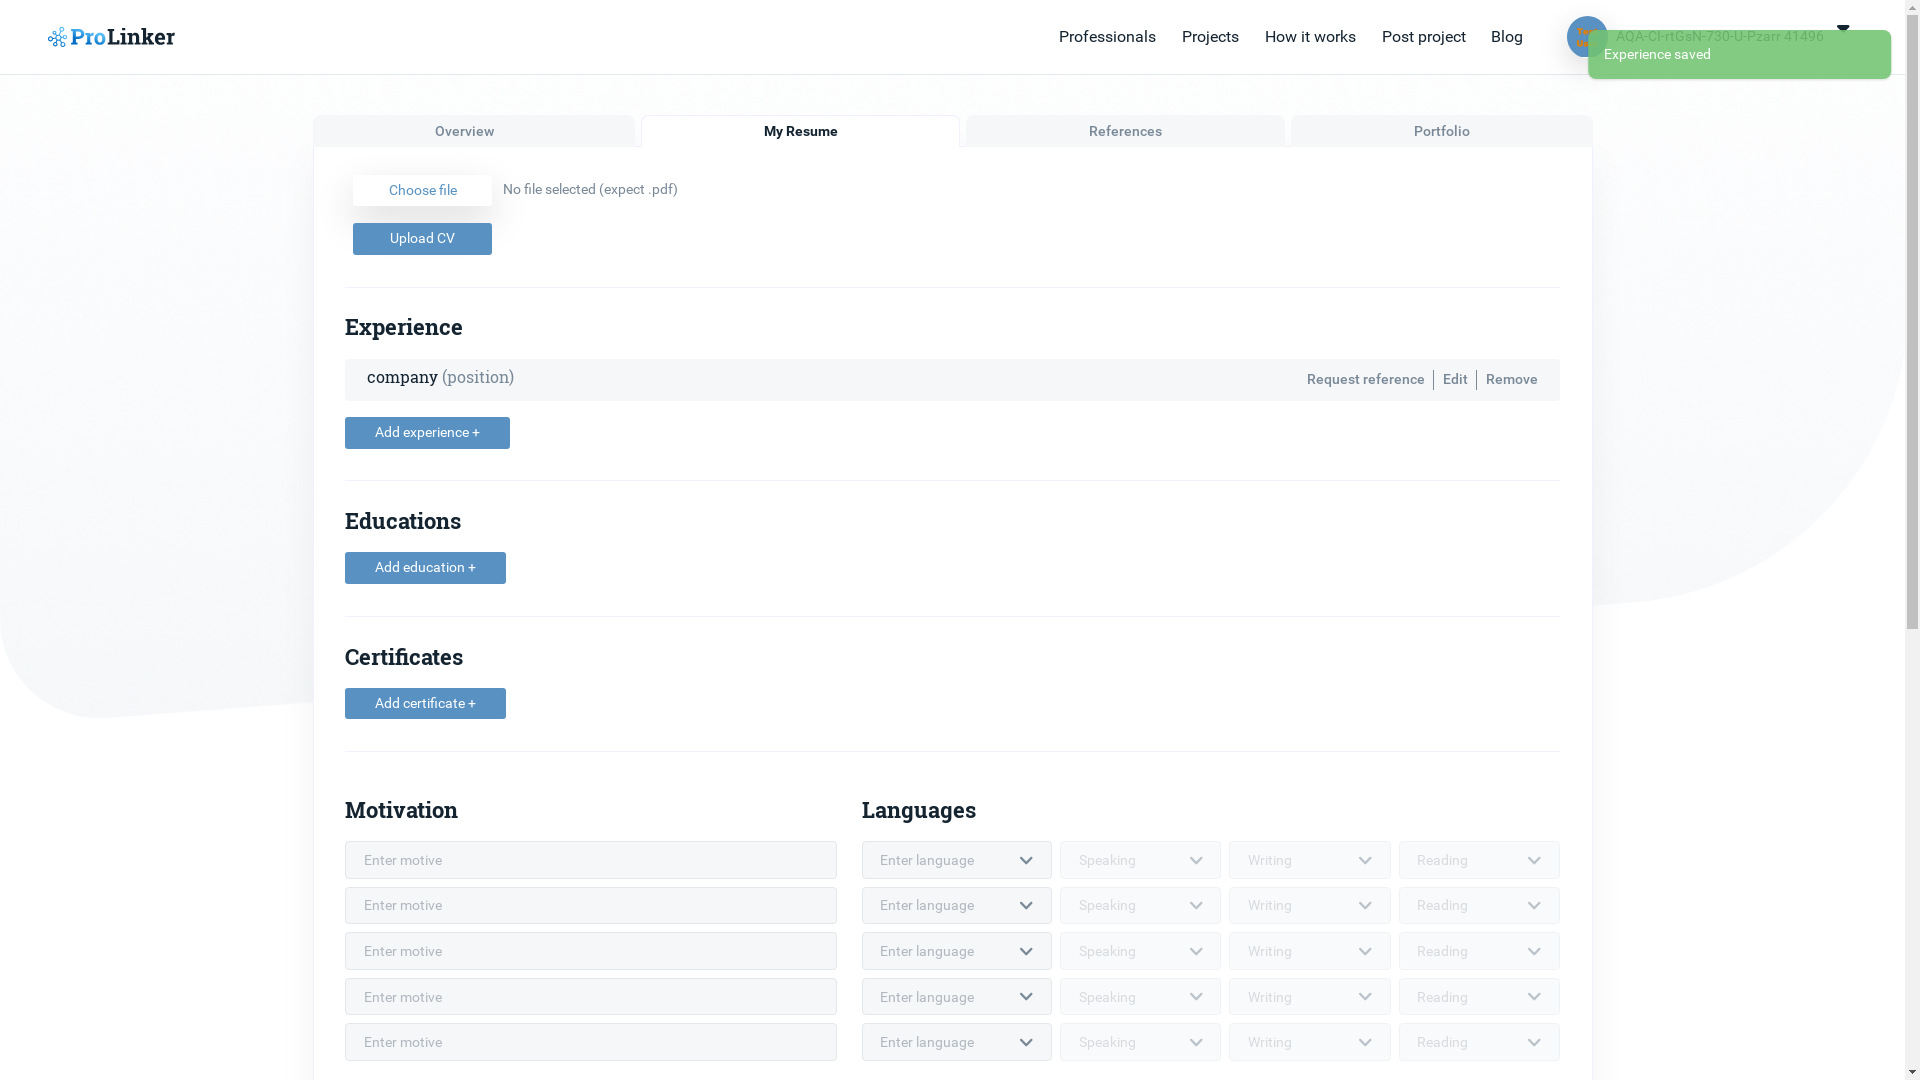 ProLinker
Professionals Projects How it works Post project Blog
AQA-CI-rtGsN-730-U-Pzarr 41496
Experience saved
Overview My Resume References Portfolio
Choose file No file selected (expect .pdf)
Upload CV
Experience
company (position) Request reference Edit Remove
Add experience +
Educations
Add education +
Certificates
Add certificate +
Motivation Languages
Enter motive Enter language Speaking Writing Reading
Enter motive Enter language Speaking Writing Reading
Enter motive Enter language Speaking Writing Reading
Enter motive Enter language Speaking Writing Reading
Enter motive Enter language Speaking Writing Reading